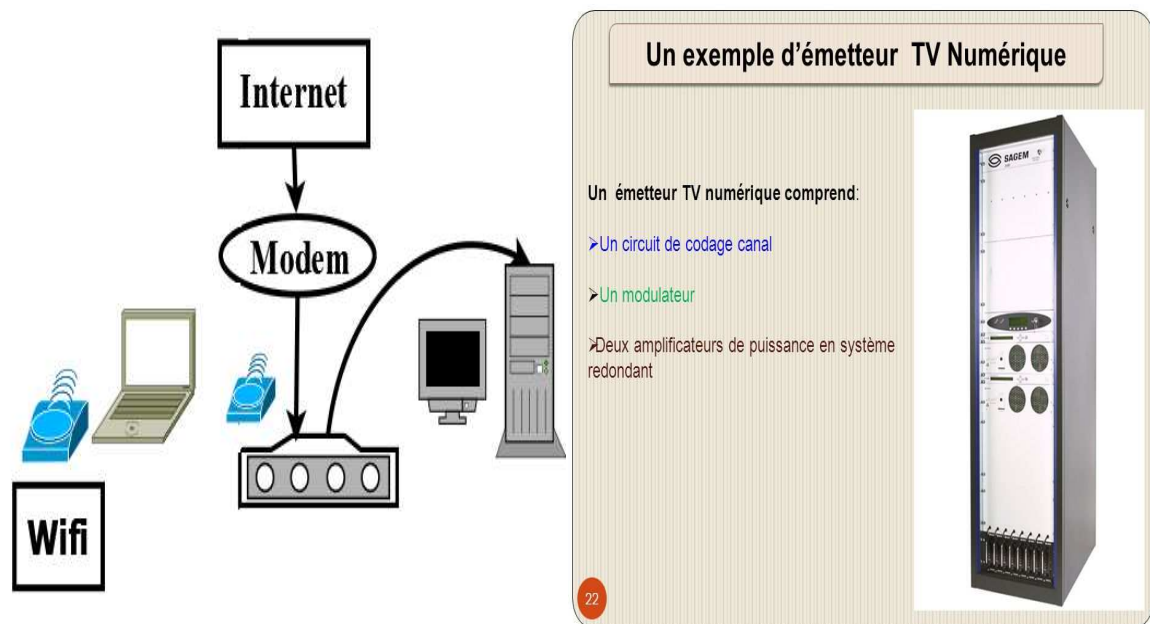 Internet
Modem
Wifi
Un exemple d'émetteur TV Numérique
Un émetteur TV numérique comprend:
➢Un circuit de codage canal
➢Un modulateur
➢Deux amplificateurs de puissance en système
redondant
SAGEM
22